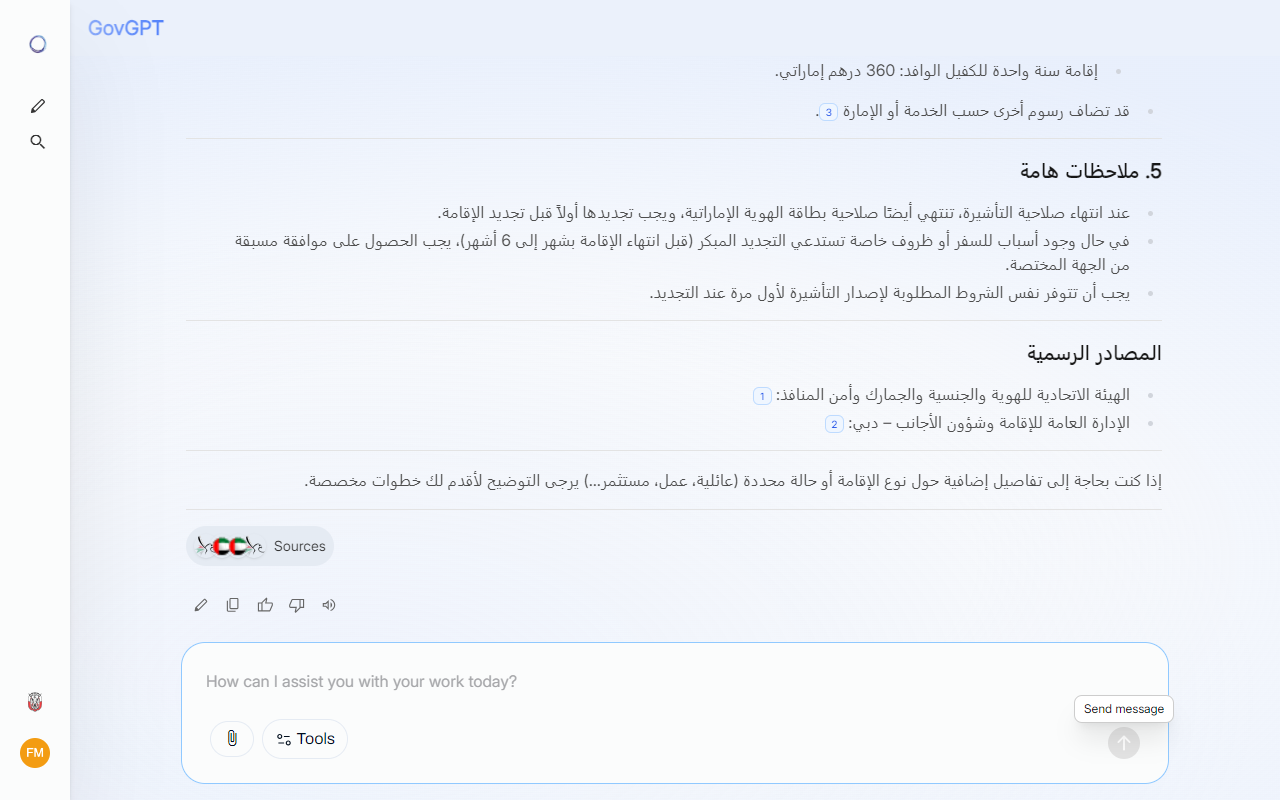 GovGPT
إقامة سنة واحدة للكفيل الوافد: 360 درهم إماراتي.
قد تضاف رسوم أخرى حسب الخدمة أو الإمارة 3.
5. ملاحظات هامة
عند انتهاء صلاحية التأشيرة، تنتهي أيضًا صلاحية بطاقة الهوية الإماراتية، ويجب تجديدها أولاً قبل تجديد الإقامة.
في حال وجود أسباب للسفر أو ظروف خاصة تستدعي التجديد المبكر (قبل انتهاء الإقامة بشهر إلى 6 أشهر)، يجب الحصول على موافقة مسبقة
من الجهة المختصة.
يجب أن تتوفر نفس الشروط المطلوبة لإصدار التأشيرة لأول مرة عند التجديد.
المصادر الرسمية
الهيئة الاتحادية للهوية والجنسية والجمارك وأمن المنافذ: 1
الإدارة العامة للإقامة وشؤون الأجانب – دبي: 2
إذا كنت بحاجة إلى تفاصيل إضافية حول نوع الإقامة أو حالة محددة (عائلية، عمل، مستثمر...) يرجى التوضيح لأقدم لك خطوات مخصصة.
Sources
How can I assist you with your work today?
Send message
Tools
FM